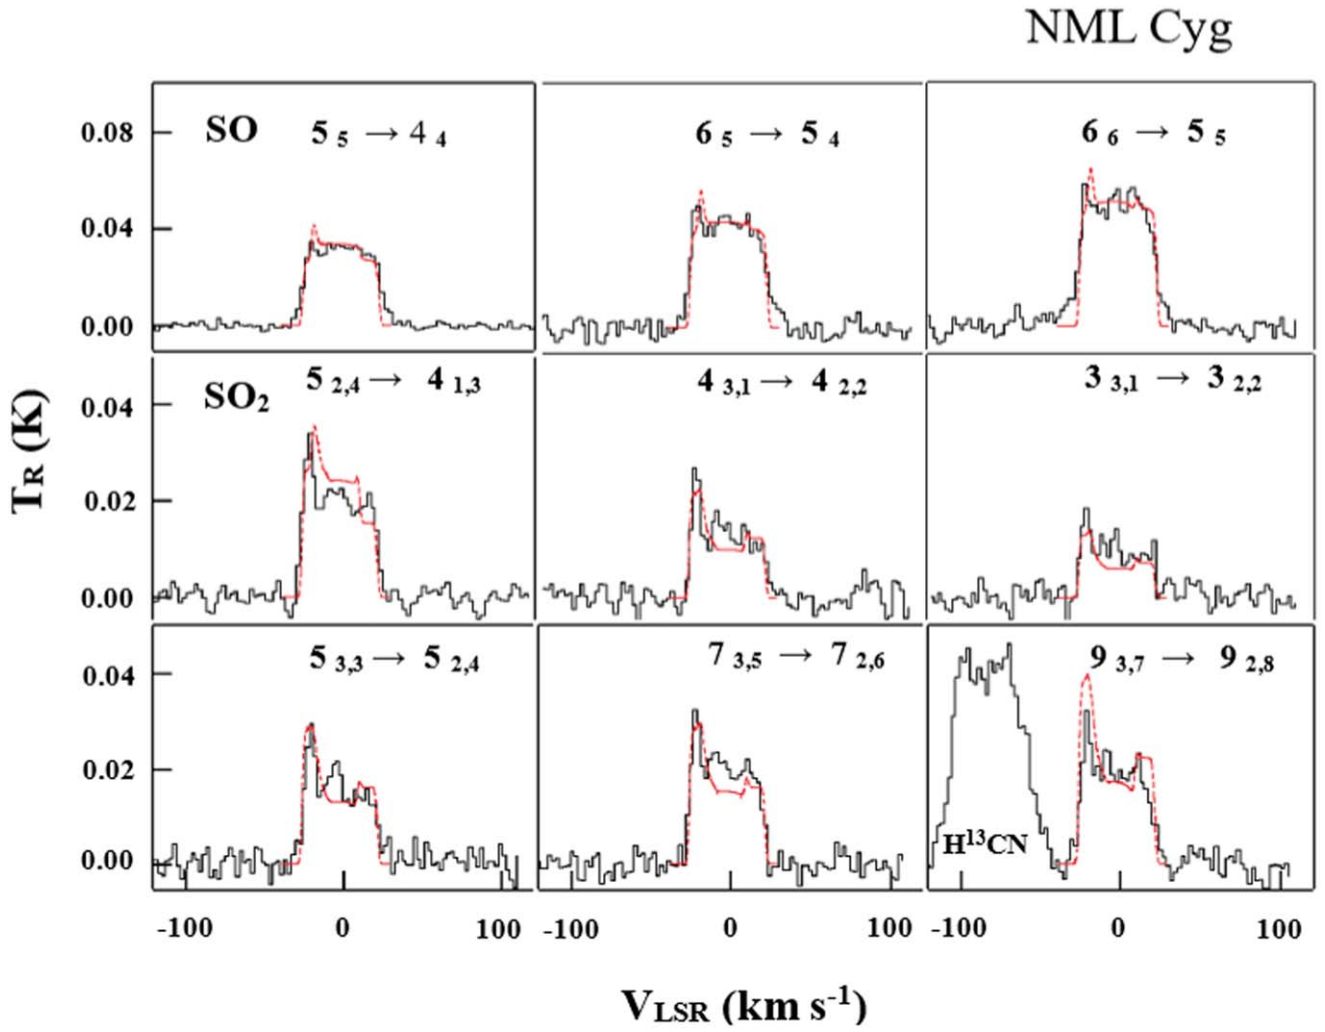 NML Cyg
0.08
SO 5 5 → 4 4
6 5 → 5 4
6 6 → 5 5
0.04
0.00
SO2 5 2,4 → 4 1,3
4 3,1 → 4 2,2
3 3,1 → 3 2,2
0.04
0.02
0.00
TR (K)
5 3,3 → 5 2,4
7 3,5 → 7 2,6
9 3,7 → 9 2,8
0.04
0.02
0.00
H13CN
-100 0 100 -100 0 100 -100 0 100
VLSR (km s-1)